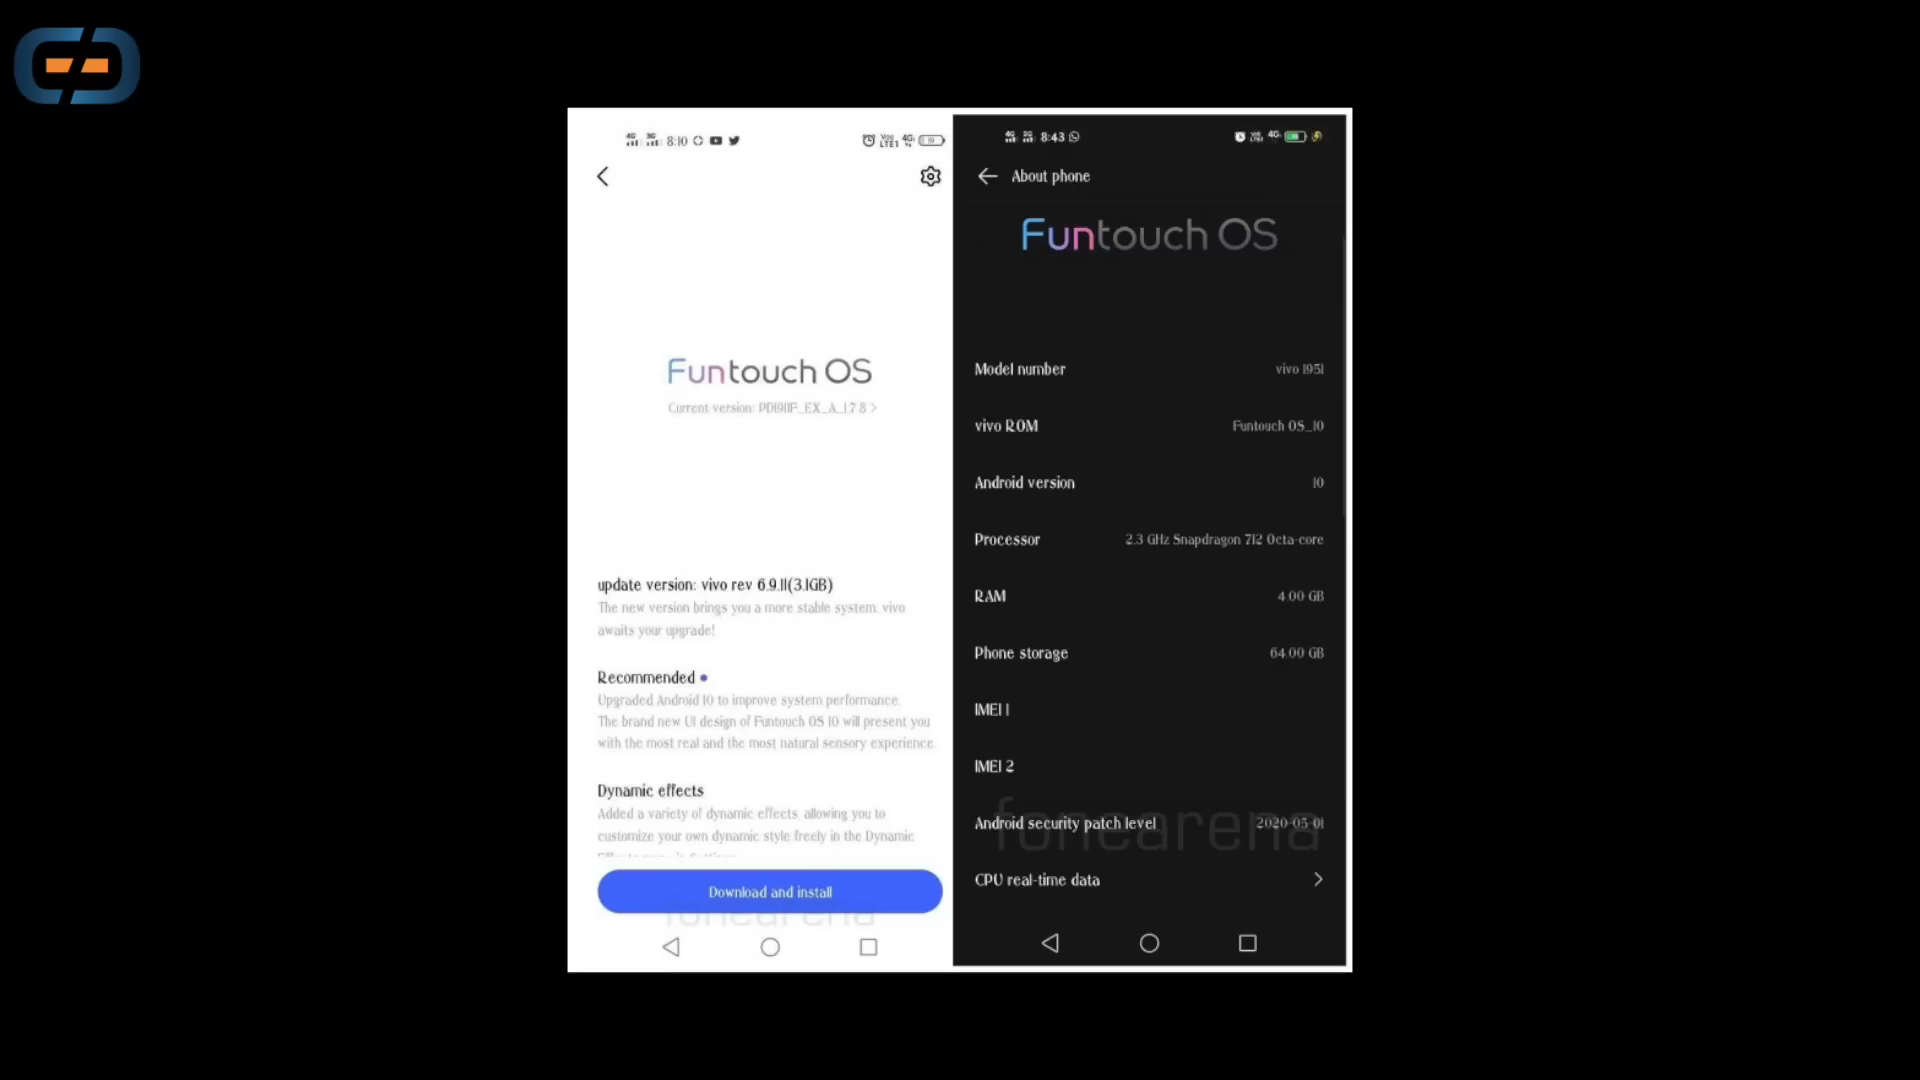 8:10
VoLTE1 4G
Funtouch OS
Current version: PD1911F_EX_A_1.7.8 >
update version: vivo rev 6.9.11(3.1GB)
The new version brings you a more stable system. vivo
awaits your upgrade!
Recommended
Upgraded Android 10 to improve system performance.
The brand new UI design of Funtouch OS 10 will present you
with the most real and the most natural sensory experience.
Dynamic effects
Added a variety of dynamic effects, allowing you to
customize your own dynamic style freely in the Dynamic
Download and install
fonearena
8:43
About phone
Funtouch OS
Model number vivo 1951
vivo ROM Funtouch OS_10
Android version 10
Processor 2.3 GHz Snapdragon 712 Octa-core
RAM 4.00 GB
Phone storage 64.00 GB
IMEI 1
IMEI 2
Android security patch level 2020-05-01
fonearena
CPU real-time data